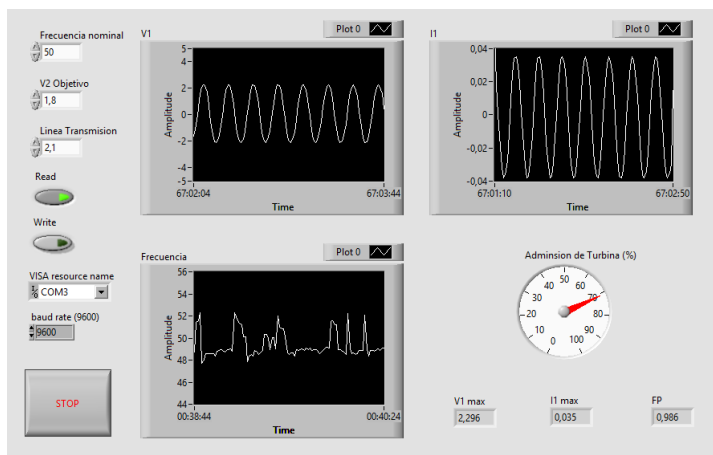 Frecuencia nominal
50
V2 Objetivo
1,8
Linea Transmision
2,1
Read
Write
VISA resource name
COM3
baud rate (9600)
9600
STOP
V1
Plot 0
Amplitude
5
4
2
0
-2
-4
-5
67:02:04
67:03:44
Time
I1
Plot 0
Amplitude
0,04
0,02
0
-0,02
-0,04
67:01:10
67:02:50
Time
Frecuencia
Plot 0
Amplitude
56
54
52
50
48
46
44
00:38:44
00:40:24
Time
Adminsion de Turbina (%)
0
10
20
30
40
50
60
70
80
90
100
V1 max
2,296
I1 max
0,035
FP
0,986